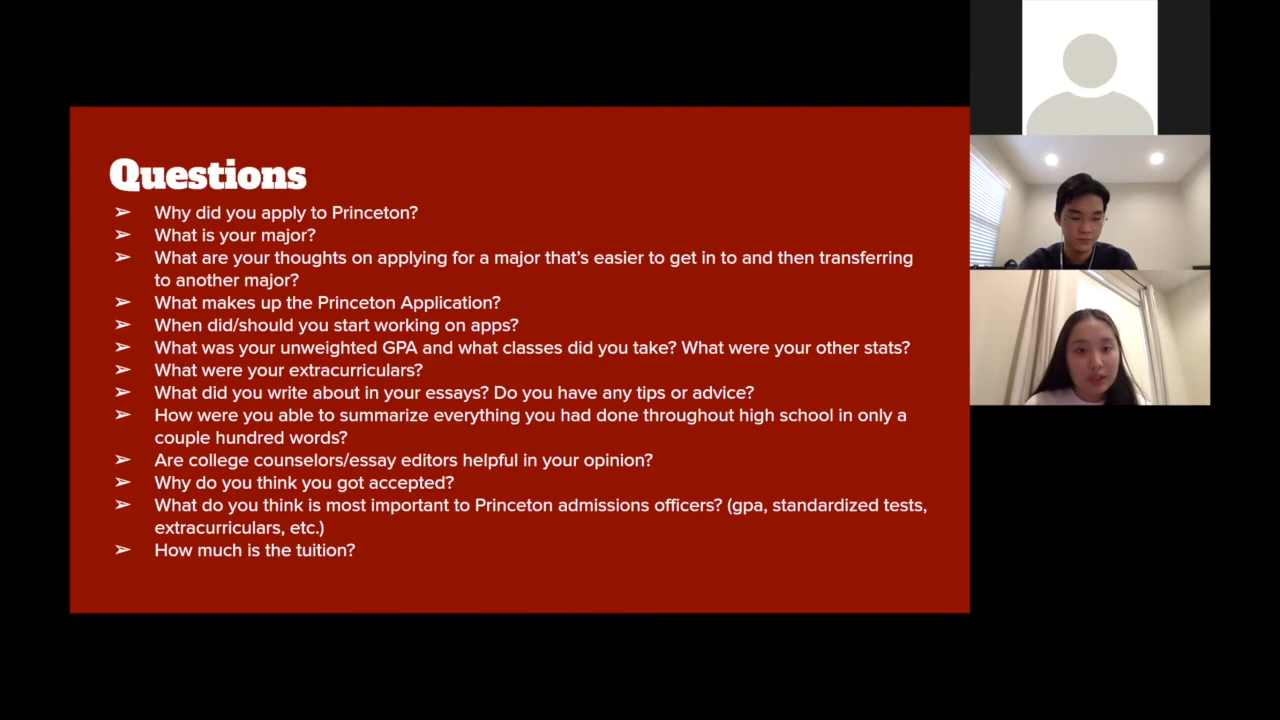 Questions
➢ Why did you apply to Princeton?
➢ What is your major?
➢ What are your thoughts on applying for a major that's easier to get in to and then transferring
to another major?
➢ What makes up the Princeton Application?
➢ When did/should you start working on apps?
➢ What was your unweighted GPA and what classes did you take? What were your other stats?
➢ What were your extracurriculars?
➢ What did you write about in your essays? Do you have any tips or advice?
➢ How were you able to summarize everything you had done throughout high school in only a
couple hundred words?
➢ Are college counselors/essay editors helpful in your opinion?
➢ Why do you think you got accepted?
➢ What do you think is most important to Princeton admissions officers? (gpa, standardized tests,
extracurriculars, etc.)
➢ How much is the tuition?